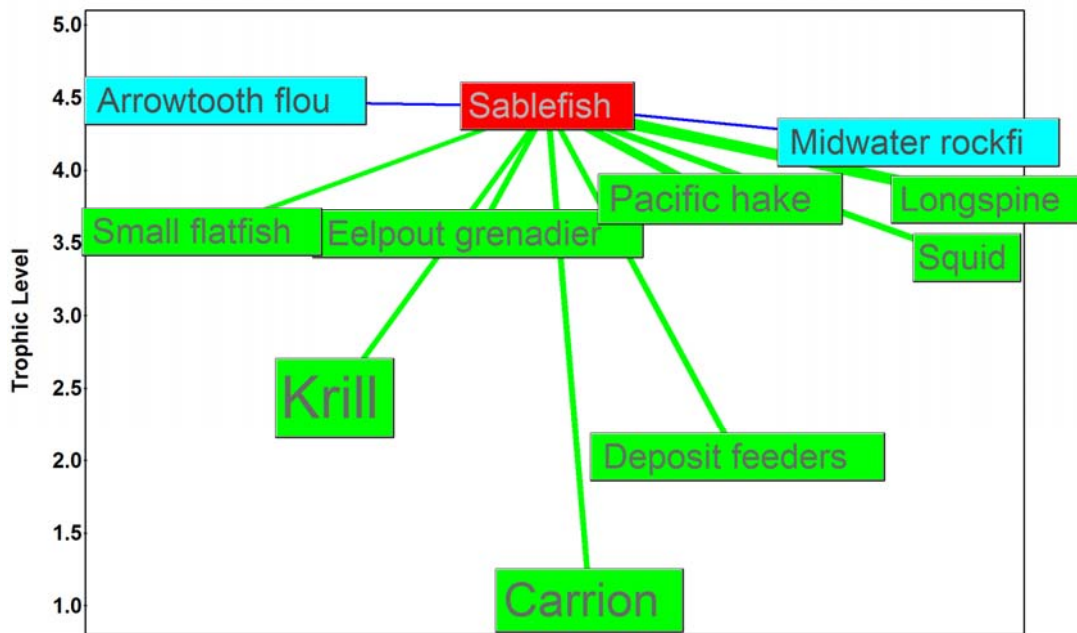 5.0
4.5
4.0
3.5
3.0
2.5
2.0
1.5
1.0
Trophic Level
Arrowtooth flou
Sablefish
Midwater rockfi
Pacific hake
Longspine
Small flatfish
Eelpout grenadier
Squid
Krill
Deposit feeders
Carrion